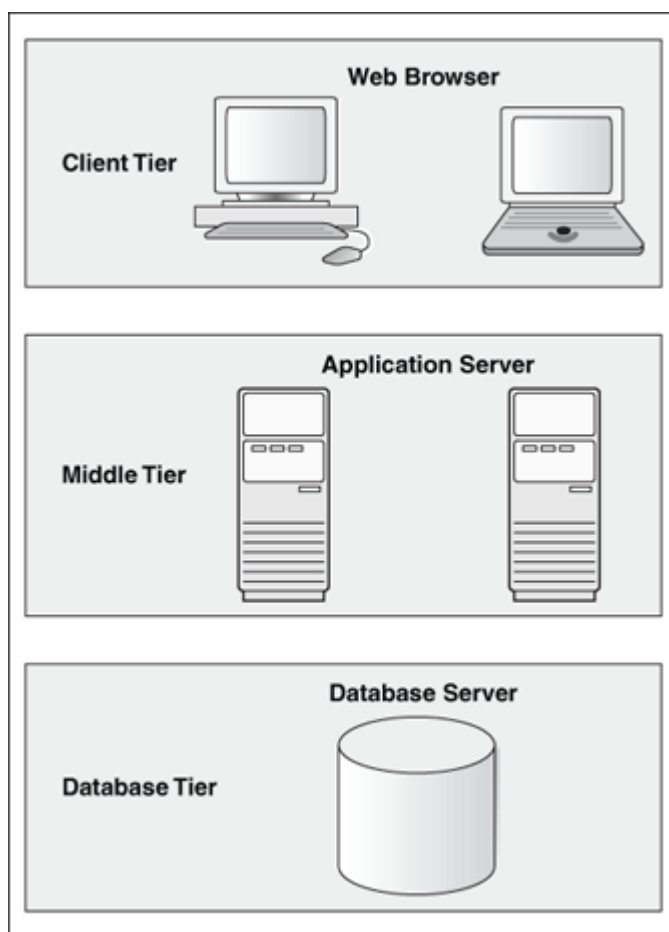 Web Browser
Client Tier
Application Server
Middle Tier
Database Server
Database Tier